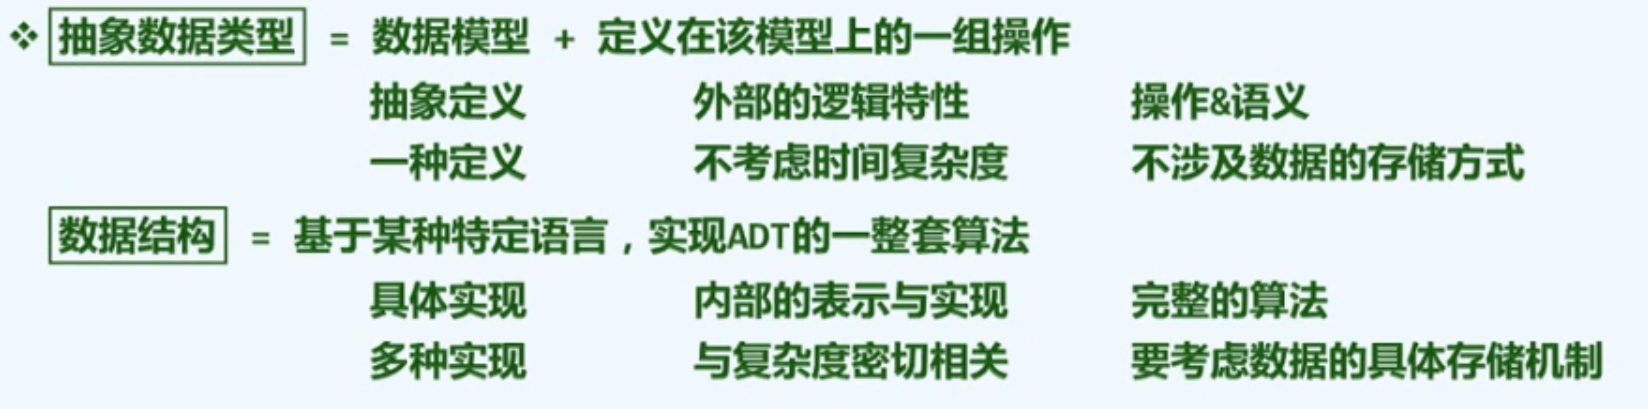 ❖ 抽象数据类型 = 数据模型 + 定义在该模型上的一组操作
抽象定义 外部的逻辑特性 操作&语义
一种定义 不考虑时间复杂度 不涉及数据的存储方式
数据结构 = 基于某种特定语言，实现ADT的一整套算法
具体实现 内部的表示与实现 完整的算法
多种实现 与复杂度密切相关 要考虑数据的具体存储机制